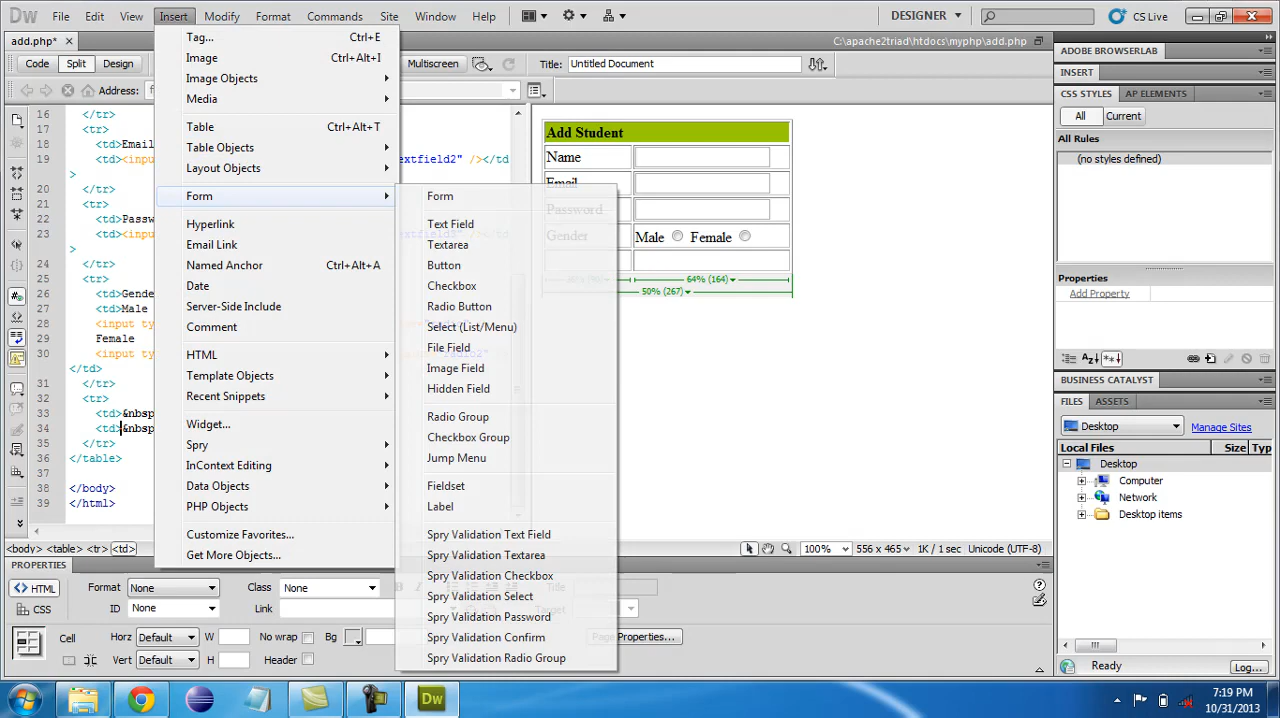 Dw File Edit View Insert Modify Format Commands Site Window Help DESIGNER CS Live
add.php* C:\apache2triad\htdocs\myphp\add.php
Code Split Design Multiscreen Title: Untitled Document
Address:
16 </tr>
17 <tr>
18 <td>Email
19 <td><input ty extfield2" /></td
>
20 </tr>
21 <tr>
22 <td>Passw
23 <td><input ty
>
24 </tr>
25 <tr>
26 <td>Gende
27 <td>Male
28 <input typ
29 Female
30 <input typ radio2"
</td>
31 </tr>
32 <tr>
33 <td>&nbsp
34 <td>&nbsp
35 </tr>
36 </table>
37
38 </body>
39 </html>
Tag... Ctrl+E
Image Ctrl+Alt+I
Image Objects
Media
Table Ctrl+Alt+T
Table Objects
Layout Objects
Form
Hyperlink
Email Link
Named Anchor Ctrl+Alt+A
Date
Server-Side Include
Comment
HTML
Template Objects
Recent Snippets
Widget...
Spry
InContext Editing
Data Objects
PHP Objects
Customize Favorites...
Get More Objects...
Form
Text Field
Textarea
Button
Checkbox
Radio Button
Select (List/Menu)
File Field
Image Field
Hidden Field
Radio Group
Checkbox Group
Jump Menu
Fieldset
Label
Spry Validation Text Field
Spry Validation Textarea
Spry Validation Checkbox
Spry Validation Select
Spry Validation Password
Spry Validation Confirm
Spry Validation Radio Group
Add Student
Name
Email
Password
Gender Male Female
64% (164)
50% (267)
ADOBE BROWSERLAB
INSERT
CSS STYLES AP ELEMENTS
All Current
All Rules
(no styles defined)
Properties
Add Property
BUSINESS CATALYST
FILES ASSETS
Desktop Manage Sites
Local Files Size Typ
Desktop
Computer
Network
Desktop items
Ready Log...
<body> <table> <tr> <td> 100% 556 x 465 1K / 1 sec Unicode (UTF-8)
PROPERTIES
HTML Format None Class None B I Title
CSS ID None Link Target
Cell Horz Default W No wrap Bg Page Properties...
Vert Default H Header
Dw
7:19 PM
10/31/2013